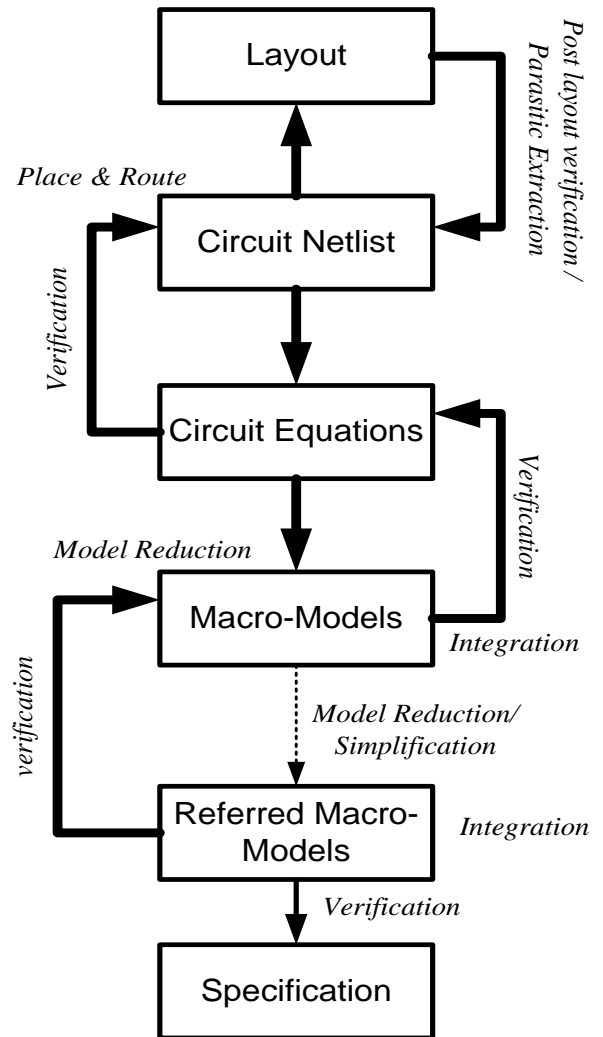 Layout
Post layout verification /
Parasitic Extraction
Place & Route
Circuit Netlist
Verification
Circuit Equations
Verification
Model Reduction
Macro-Models
Integration
verification
Model Reduction/
Simplification
Referred Macro-
Models
Integration
Verification
Specification